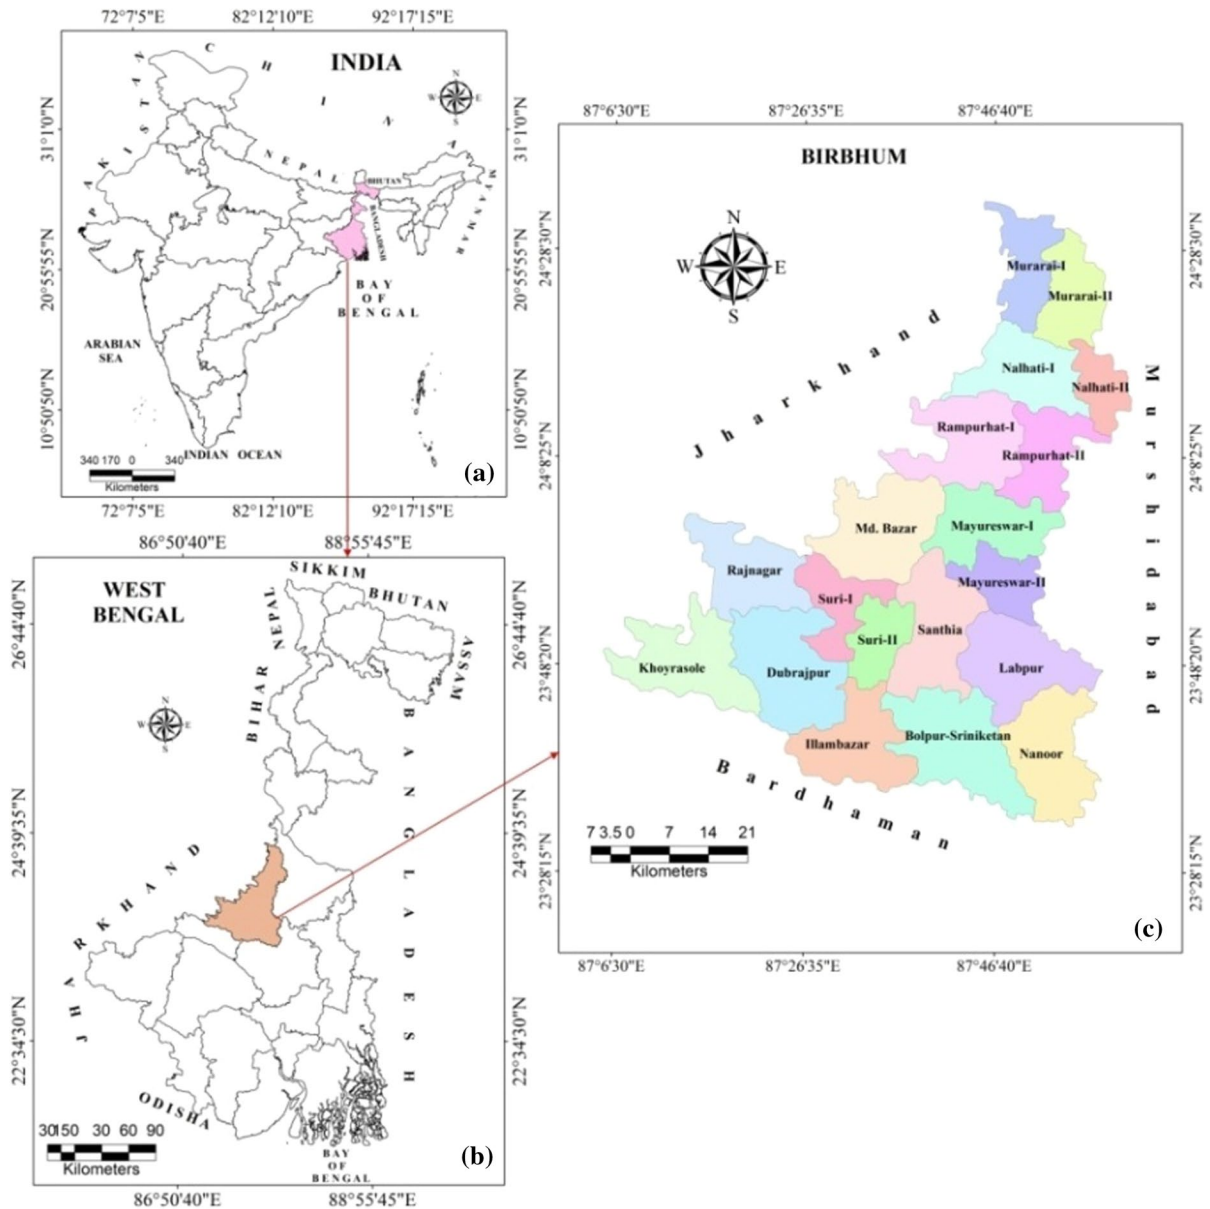 72°7'5"E 82°12'10"E 92°17'15"E
INDIA
N
W E
S
CHINA
PAKISTAN
NEPAL
BHUTAN
BANGLADESH
MYANMAR
31°1'0"N
20°55'55"N
10°50'50"N
31°1'0"N
20°55'55"N
10°50'50"N
BAY
OF
BENGAL
ARABIAN
SEA
INDIAN OCEAN
340 170 0 340
Kilometers
(a)
72°7'5"E 82°12'10"E 92°17'15"E
86°50'40"E 88°55'45"E
WEST
BENGAL
SIKKIM
BHUTAN
NEPAL
ASSAM
BIHAR
BANGLADESH
N
W E
S
JHARKHAND
ODISHA
26°44'40"N
24°39'35"N
22°34'30"N
26°44'40"N
24°39'35"N
22°34'30"N
30 15 0 30 60 90
Kilometers
BAY
OF
BENGAL
(b)
86°50'40"E 88°55'45"E
87°6'30"E 87°26'35"E 87°46'40"E
BIRBHUM
N
W E
S
24°28'30"N
24°8'25"N
23°48'20"N
23°28'15"N
24°28'30"N
24°8'25"N
23°48'20"N
23°28'15"N
Jharkhand
Murshidabad
Bardhaman
Murarai-I
Murarai-II
Nalhati-I
Nalhati-II
Rampurhat-I
Rampurhat-II
Md. Bazar
Mayureswar-I
Rajnagar
Mayureswar-II
Suri-I
Santhia
Suri-II
Khoyrasole
Dubrajpur
Labpur
Illambazar
Bolpur-Sriniketan
Nanoor
7 3.5 0 7 14 21
Kilometers
(c)
87°6'30"E 87°26'35"E 87°46'40"E